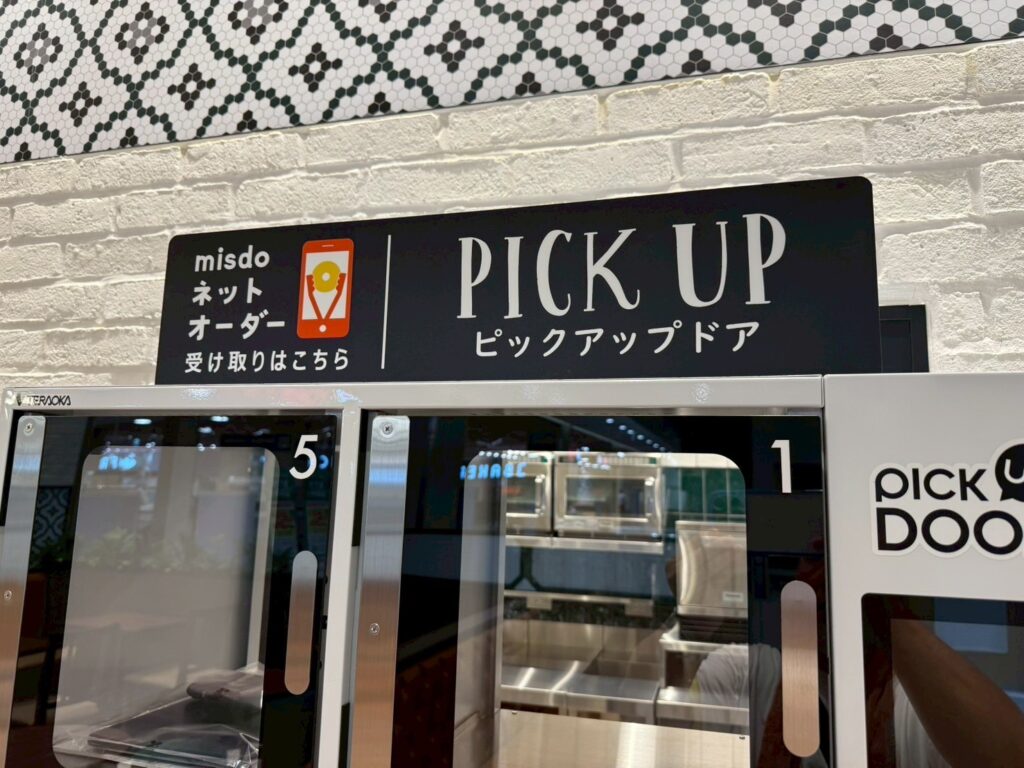 misdo
ネット
オーダー
受け取りはこちら
PICK UP
ピックアップドア
TERAOKA
5
1
PICK
DOO